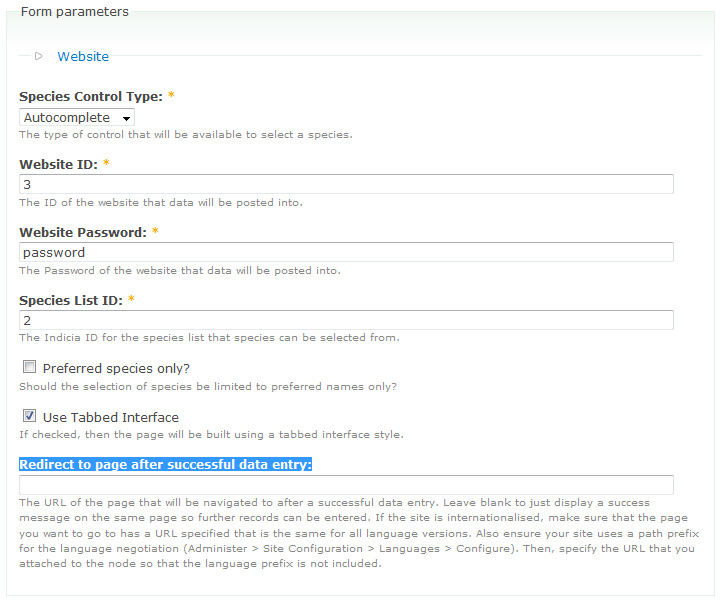 Form parameters
Website
Species Control Type: *
Autocomplete
The type of control that will be available to select a species.
Website ID: *
3
The ID of the website that data will be posted into.
Website Password: *
password
The Password of the website that data will be posted into.
Species List ID: *
2
The Indicia ID for the species list that species can be selected from.
Preferred species only?
Should the selection of species be limited to preferred names only?
Use Tabbed Interface
If checked, then the page will be built using a tabbed interface style.
Redirect to page after successful data entry:
The URL of the page that will be navigated to after a successful data entry. Leave blank to just display a success
message on the same page so further records can be entered. If the site is internationalised, make sure that the page
you want to go to has a URL specified that is the same for all language versions. Also ensure your site uses a path prefix
for the language negotiation (Administer > Site Configuration > Languages > Configure). Then, specify the URL that you
attached to the node so that the language prefix is not included.